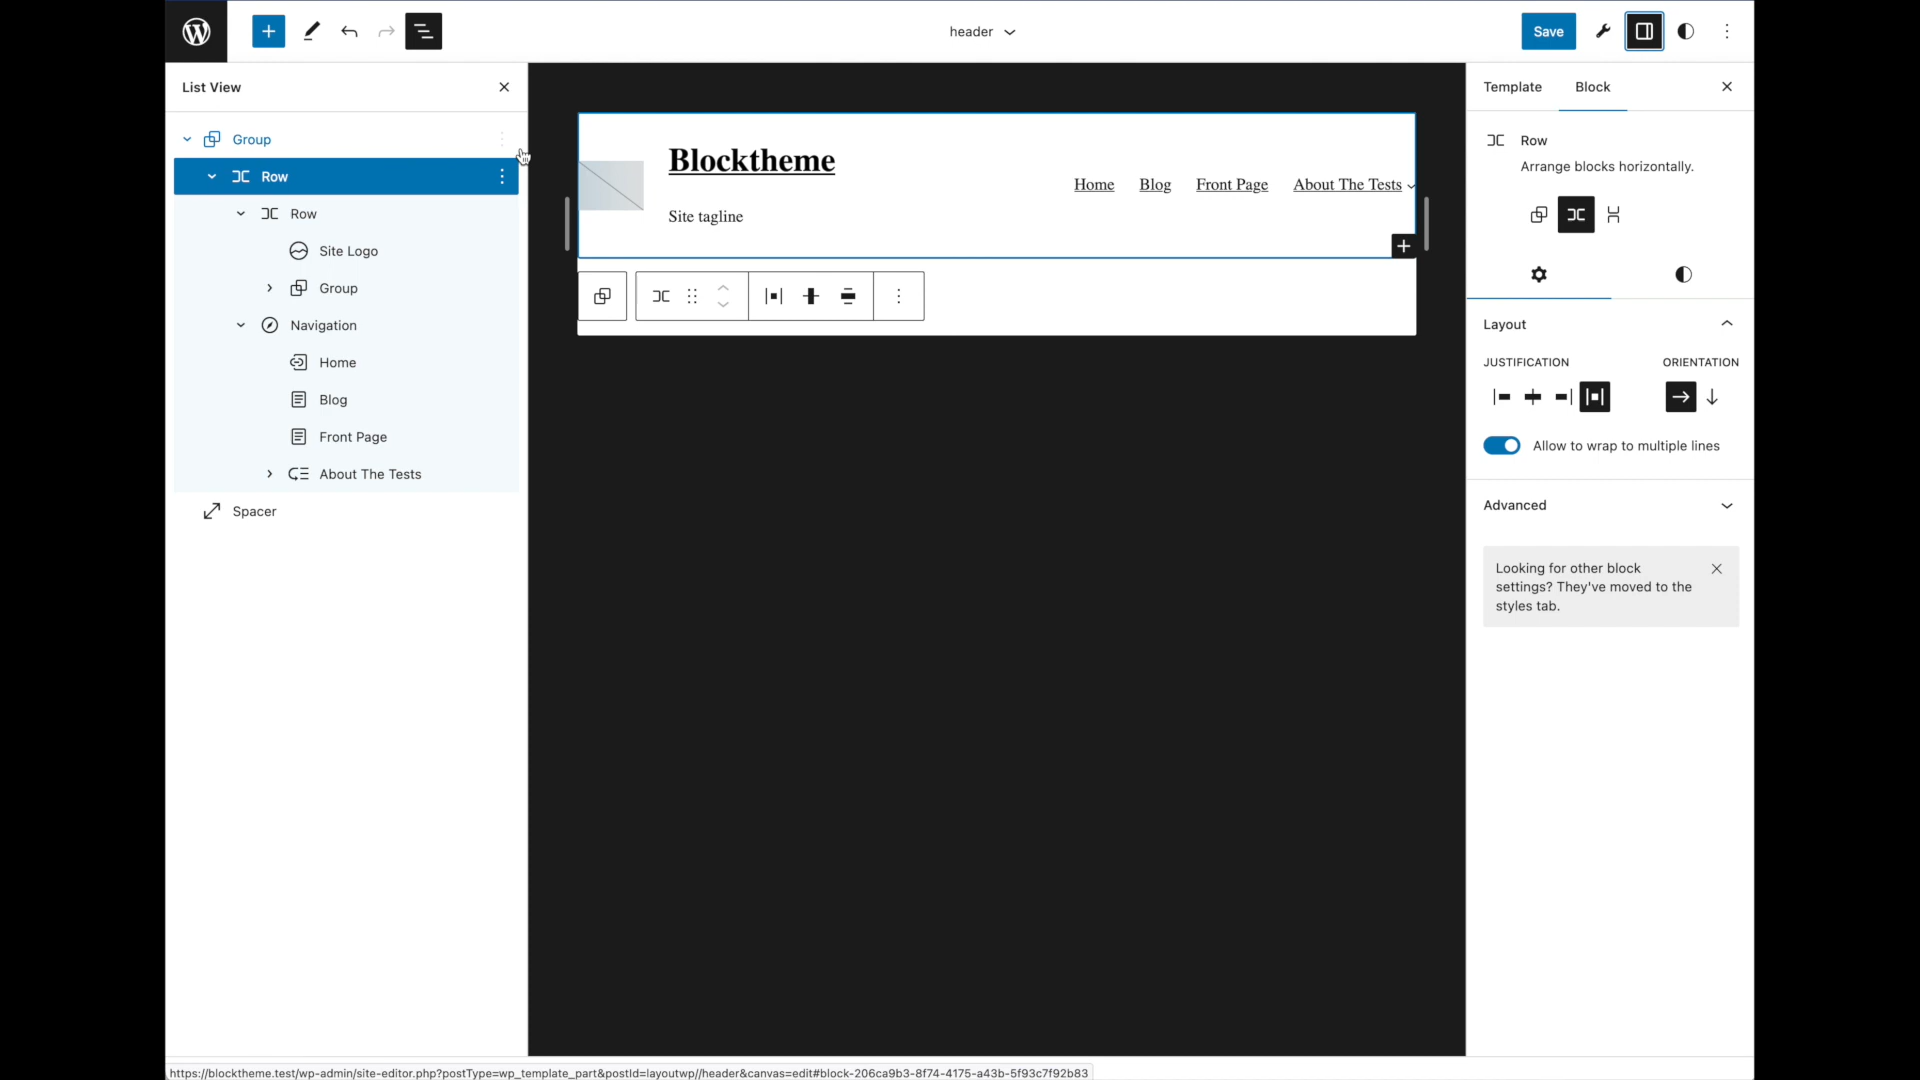 header
Save
List View
Group
Row
Row
Site Logo
Group
Navigation
Home
Blog
Front Page
About The Tests
Spacer
Blocktheme
Site tagline
Home
Blog
Front Page
About The Tests
Template
Block
Row
Arrange blocks horizontally.
Layout
JUSTIFICATION
ORIENTATION
Allow to wrap to multiple lines
Advanced
Looking for other block
settings? They've moved to the
styles tab.
https://blocktheme.test/wp-admin/site-editor.php?postType=wp_template_part&postId=layoutwp//header&canvas=edit#block-206ca9b3-8f74-4175-a43b-5f93c7f92b83